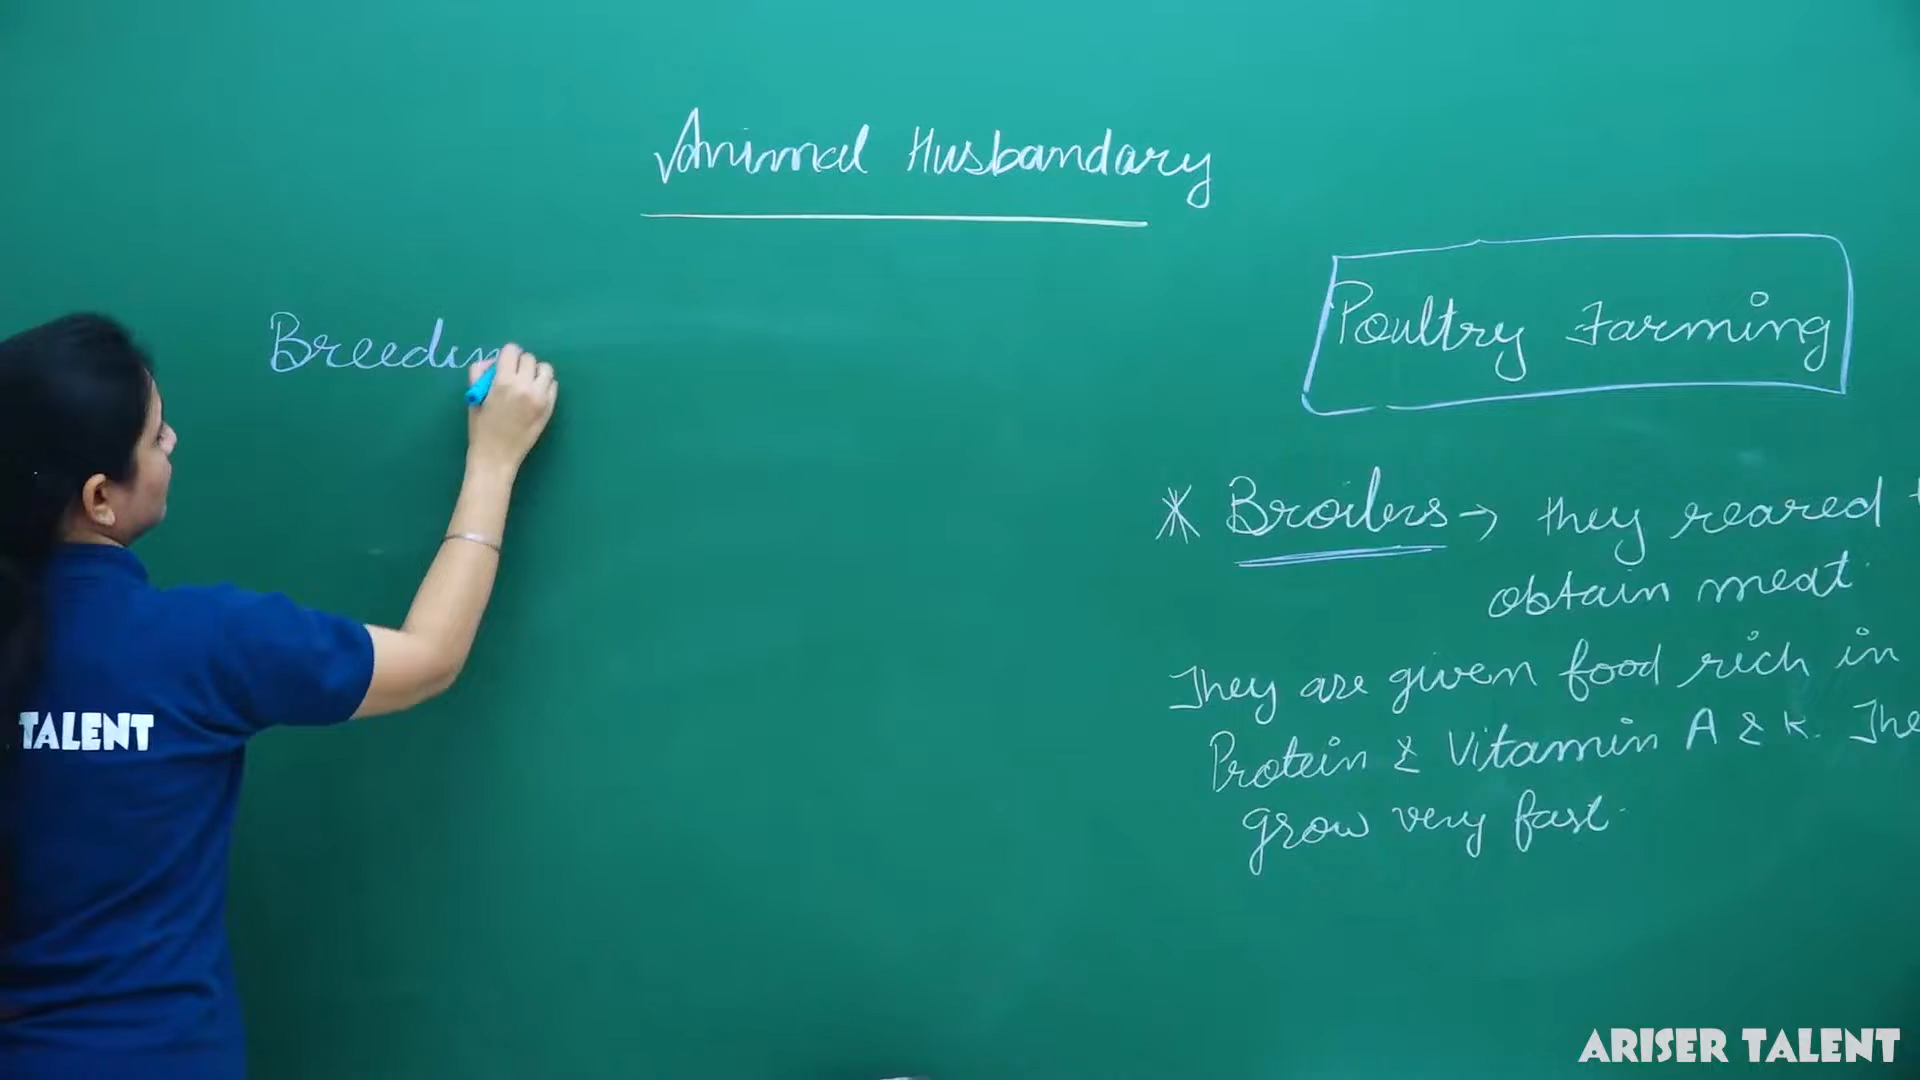 Animal Husbandary
Breedin
Poultry Farming
* Broilers → they reared t
obtain meat.
They are given food rich in
Protein & Vitamin A & K. The
grow very fast.
TALENT
ARISER TALENT